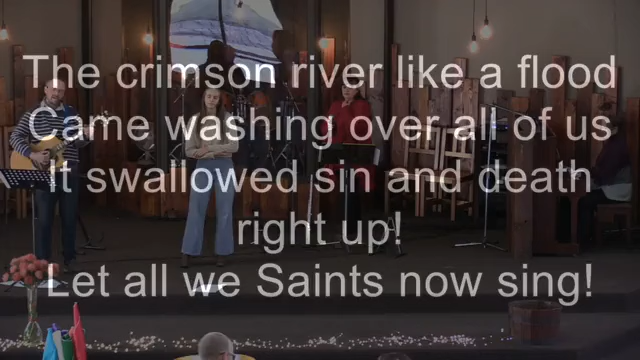 The crimson river like a flood
Came washing over all of us
It swallowed sin and death
right up!
Let all we Saints now sing!